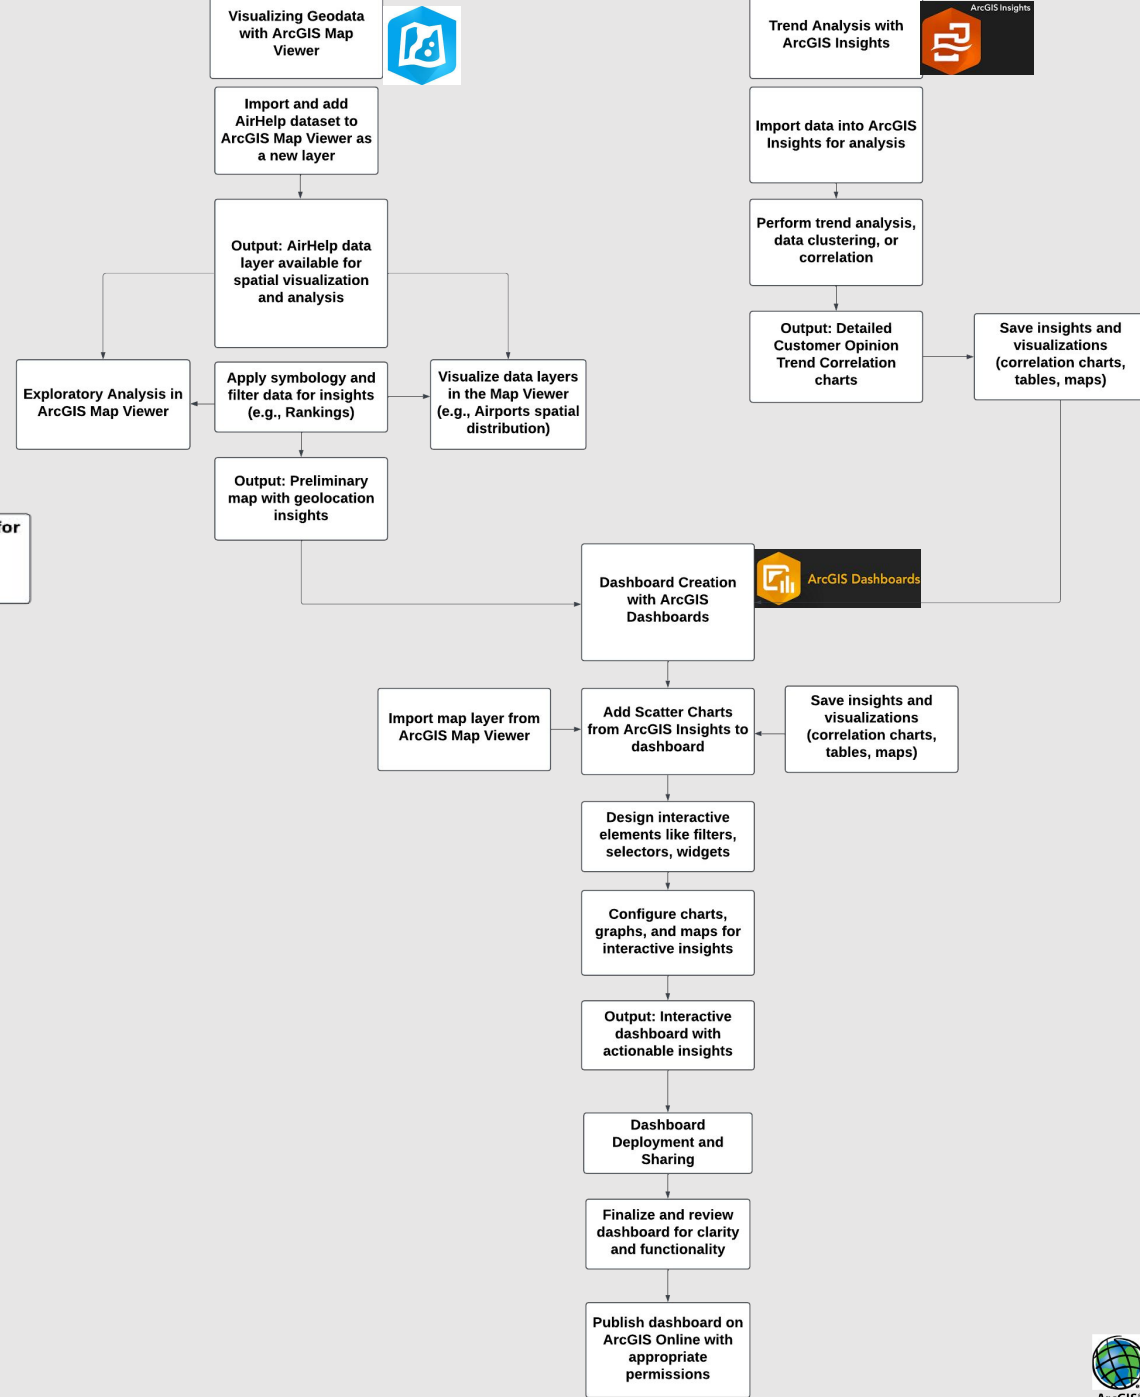 Visualizing Geodata
with ArcGIS Map
Viewer
Trend Analysis with
ArcGIS Insights
ArcGIS Insights
Import and add
AirHelp dataset to
ArcGIS Map Viewer as
a new layer
Import data into ArcGIS
Insights for analysis
Output: AirHelp data
layer available for
spatial visualization
and analysis
Perform trend analysis,
data clustering, or
correlation
Output: Detailed
Customer Opinion
Trend Correlation
charts
Save insights and
visualizations
(correlation charts,
tables, maps)
Exploratory Analysis in
ArcGIS Map Viewer
Apply symbology and
filter data for insights
(e.g., Rankings)
Visualize data layers
in the Map Viewer
(e.g., Airports spatial
distribution)
Output: Preliminary
map with geolocation
insights
for
Dashboard Creation
with ArcGIS
Dashboards
ArcGIS Dashboards
Import map layer from
ArcGIS Map Viewer
Add Scatter Charts
from ArcGIS Insights to
dashboard
Save insights and
visualizations
(correlation charts,
tables, maps)
Design interactive
elements like filters,
selectors, widgets
Configure charts,
graphs, and maps for
interactive insights
Output: Interactive
dashboard with
actionable insights
Dashboard
Deployment and
Sharing
Finalize and review
dashboard for clarity
and functionality
Publish dashboard on
ArcGIS Online with
appropriate
permissions